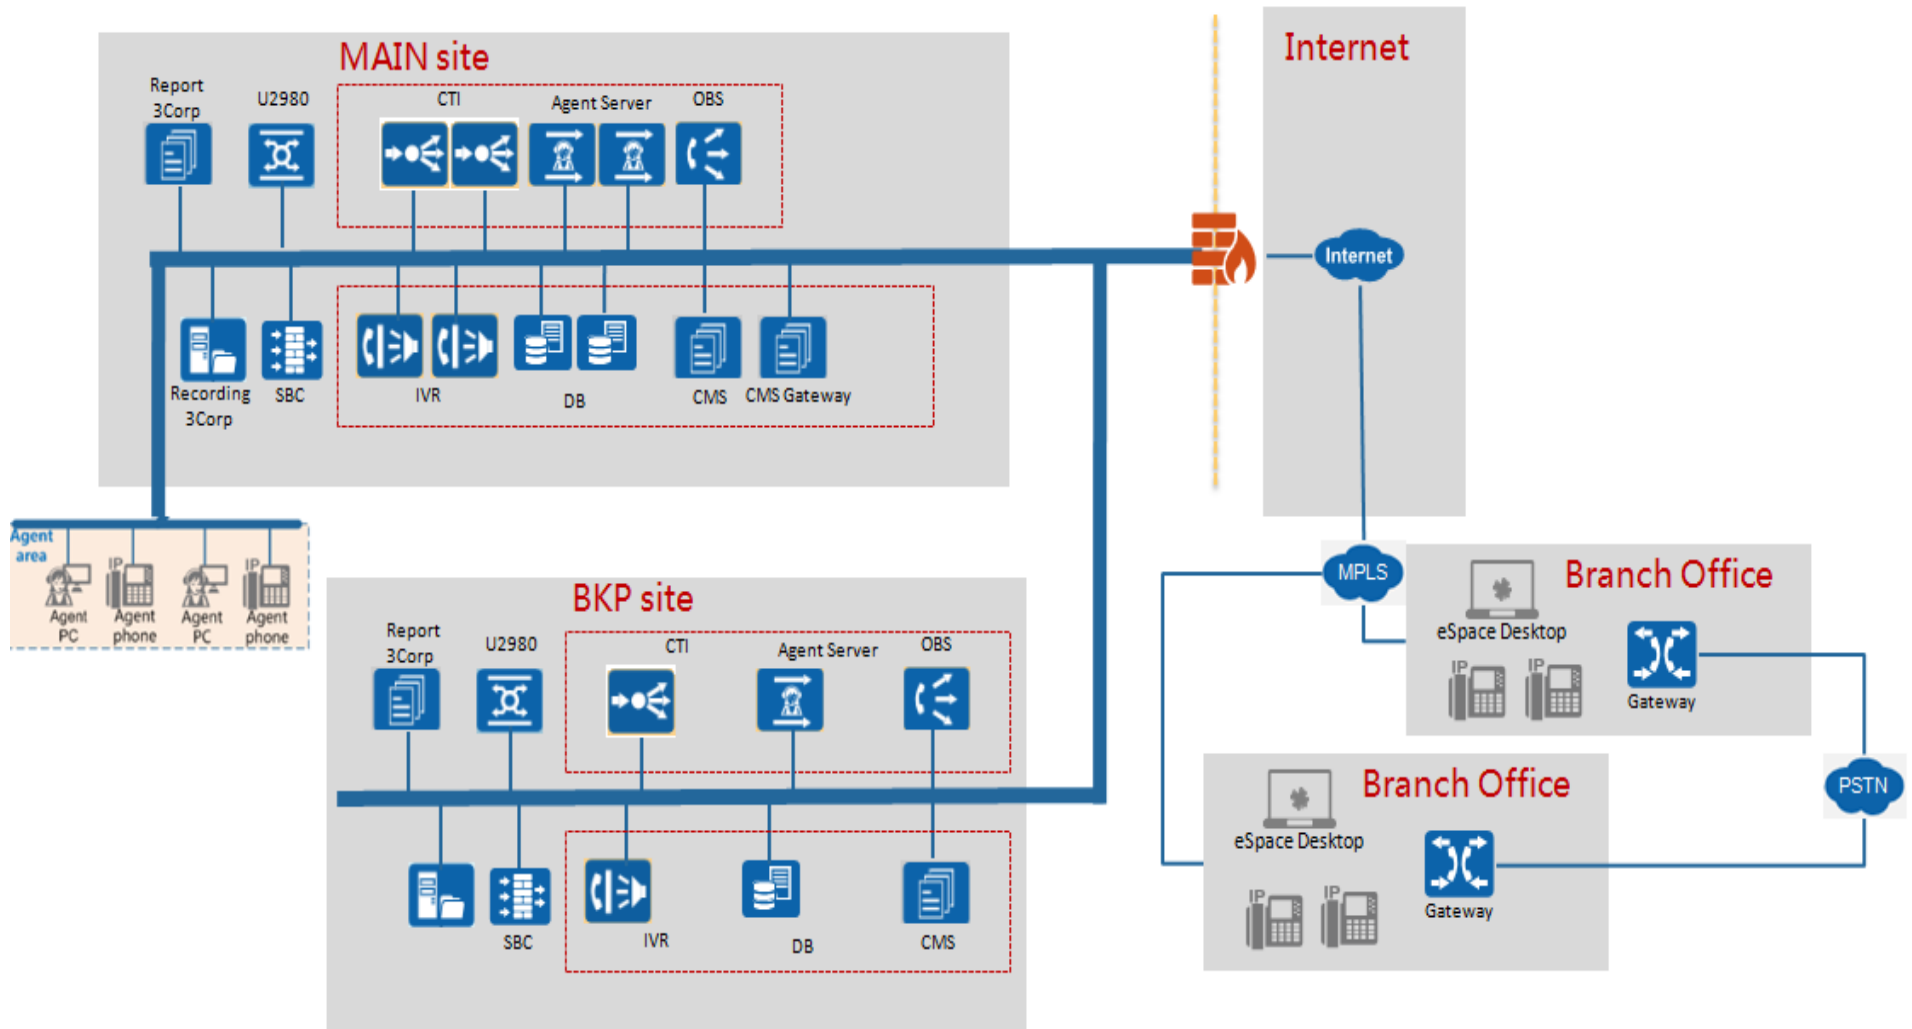 MAIN site
Internet
Report
3Corp
U2980
CTI
Agent Server
OBS
Internet
Recording
3Corp
SBC
IVR
DB
CMS
CMS Gateway
Agent
area
IP
IP
Agent
PC
Agent
phone
Agent
PC
Agent
phone
BKP site
Report
3Corp
U2980
CTI
Agent Server
OBS
SBC
IVR
DB
CMS
MPLS
Branch Office
eSpace Desktop
IP
IP
Gateway
PSTN
Branch Office
eSpace Desktop
IP
IP
Gateway